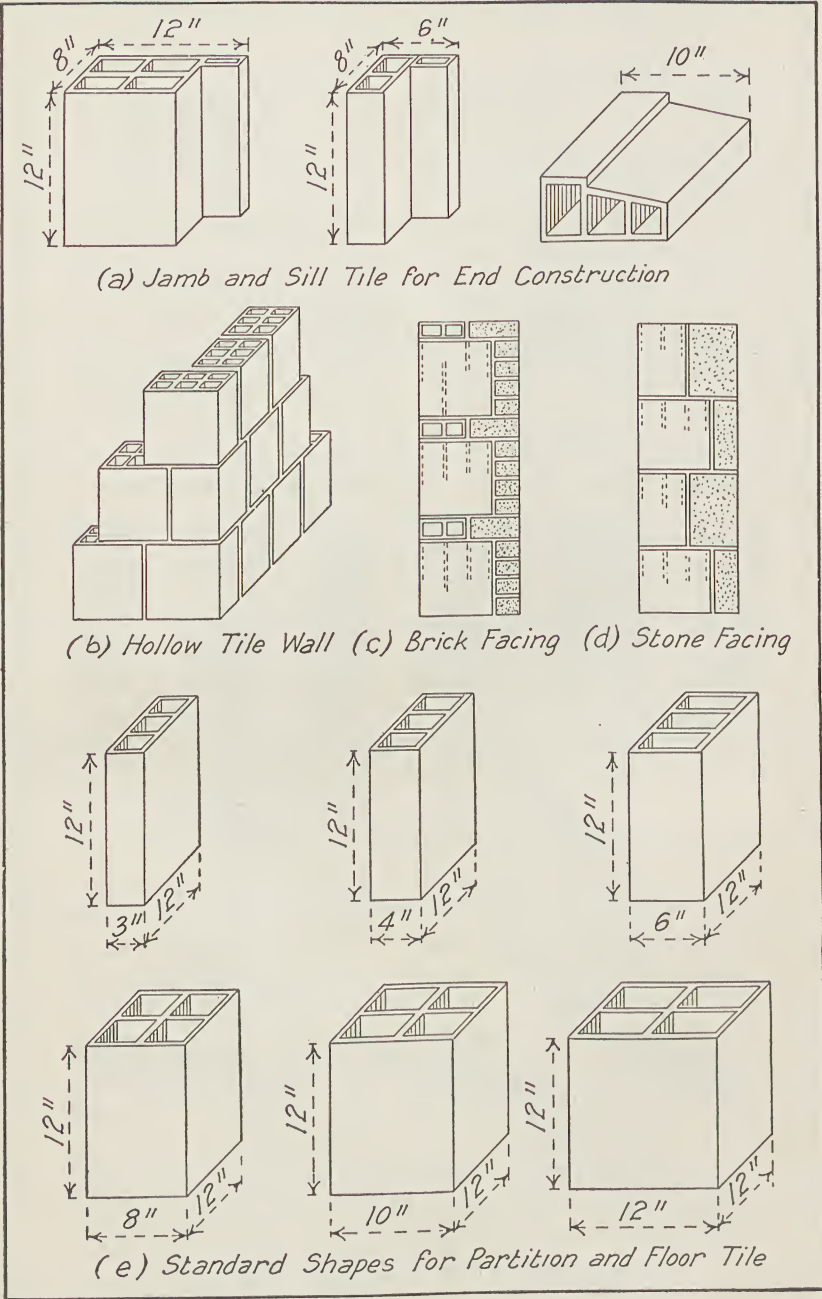 12" 6" 10"
8" 8"
12" 12"
(a) Jamb and Sill Tile for End Construction
(b) Hollow Tile Wall (c) Brick Facing (d) Stone Facing
12" 12" 12"
3" 12" 4" 12" 6" 12"
12" 12" 12"
8" 12" 10" 12" 12" 12"
(e) Standard Shapes for Partition and Floor Tile